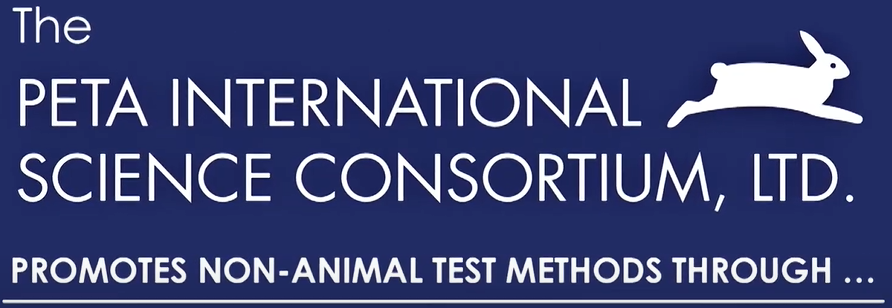 The
PETA INTERNATIONAL
SCIENCE CONSORTIUM, LTD.
PROMOTES NON-ANIMAL TEST METHODS THROUGH ...